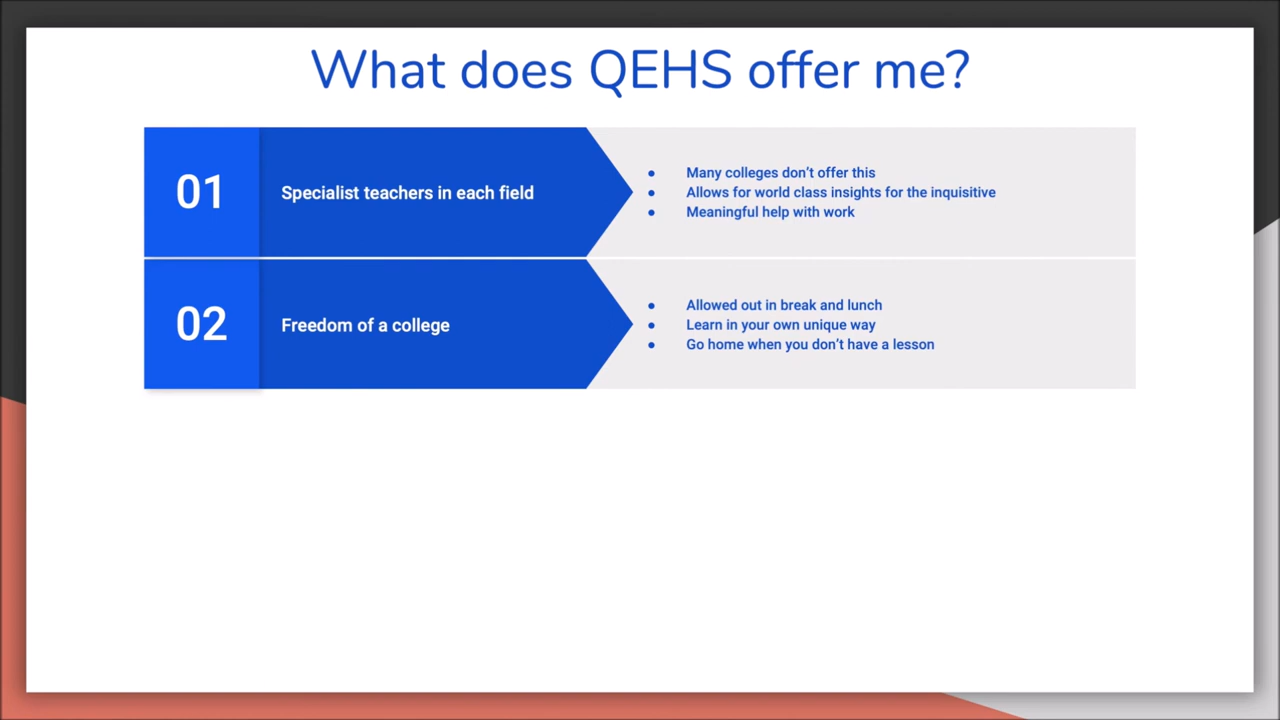 What does QEHS offer me?
01
Specialist teachers in each field
● Many colleges don’t offer this
● Allows for world class insights for the inquisitive
● Meaningful help with work
02
Freedom of a college
● Allowed out in break and lunch
● Learn in your own unique way
● Go home when you don’t have a lesson